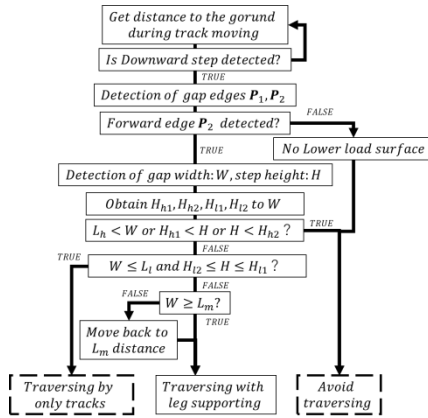 Get distance to the gorund
during track moving
Is Downward step detected?
TRUE
Detection of gap edges P₁, P₂
Forward edge P₂ detected?
FALSE
TRUE
No Lower load surface
Detection of gap width: W, step height: H
Obtain Hₕ₁, Hₕ₂, Hₗ₁, Hₗ₂ to W
Lₕ < W or Hₕ₁ < H or H < Hₕ₂ ?
TRUE
FALSE
TRUE
W ≤ Lₗ and Hₗ₂ ≤ H ≤ Hₗ₁ ?
FALSE
FALSE
W ≥ Lₘ?
TRUE
Move back to
Lₘ distance
Traversing by
only tracks
Traversing with
leg supporting
Avoid
traversing